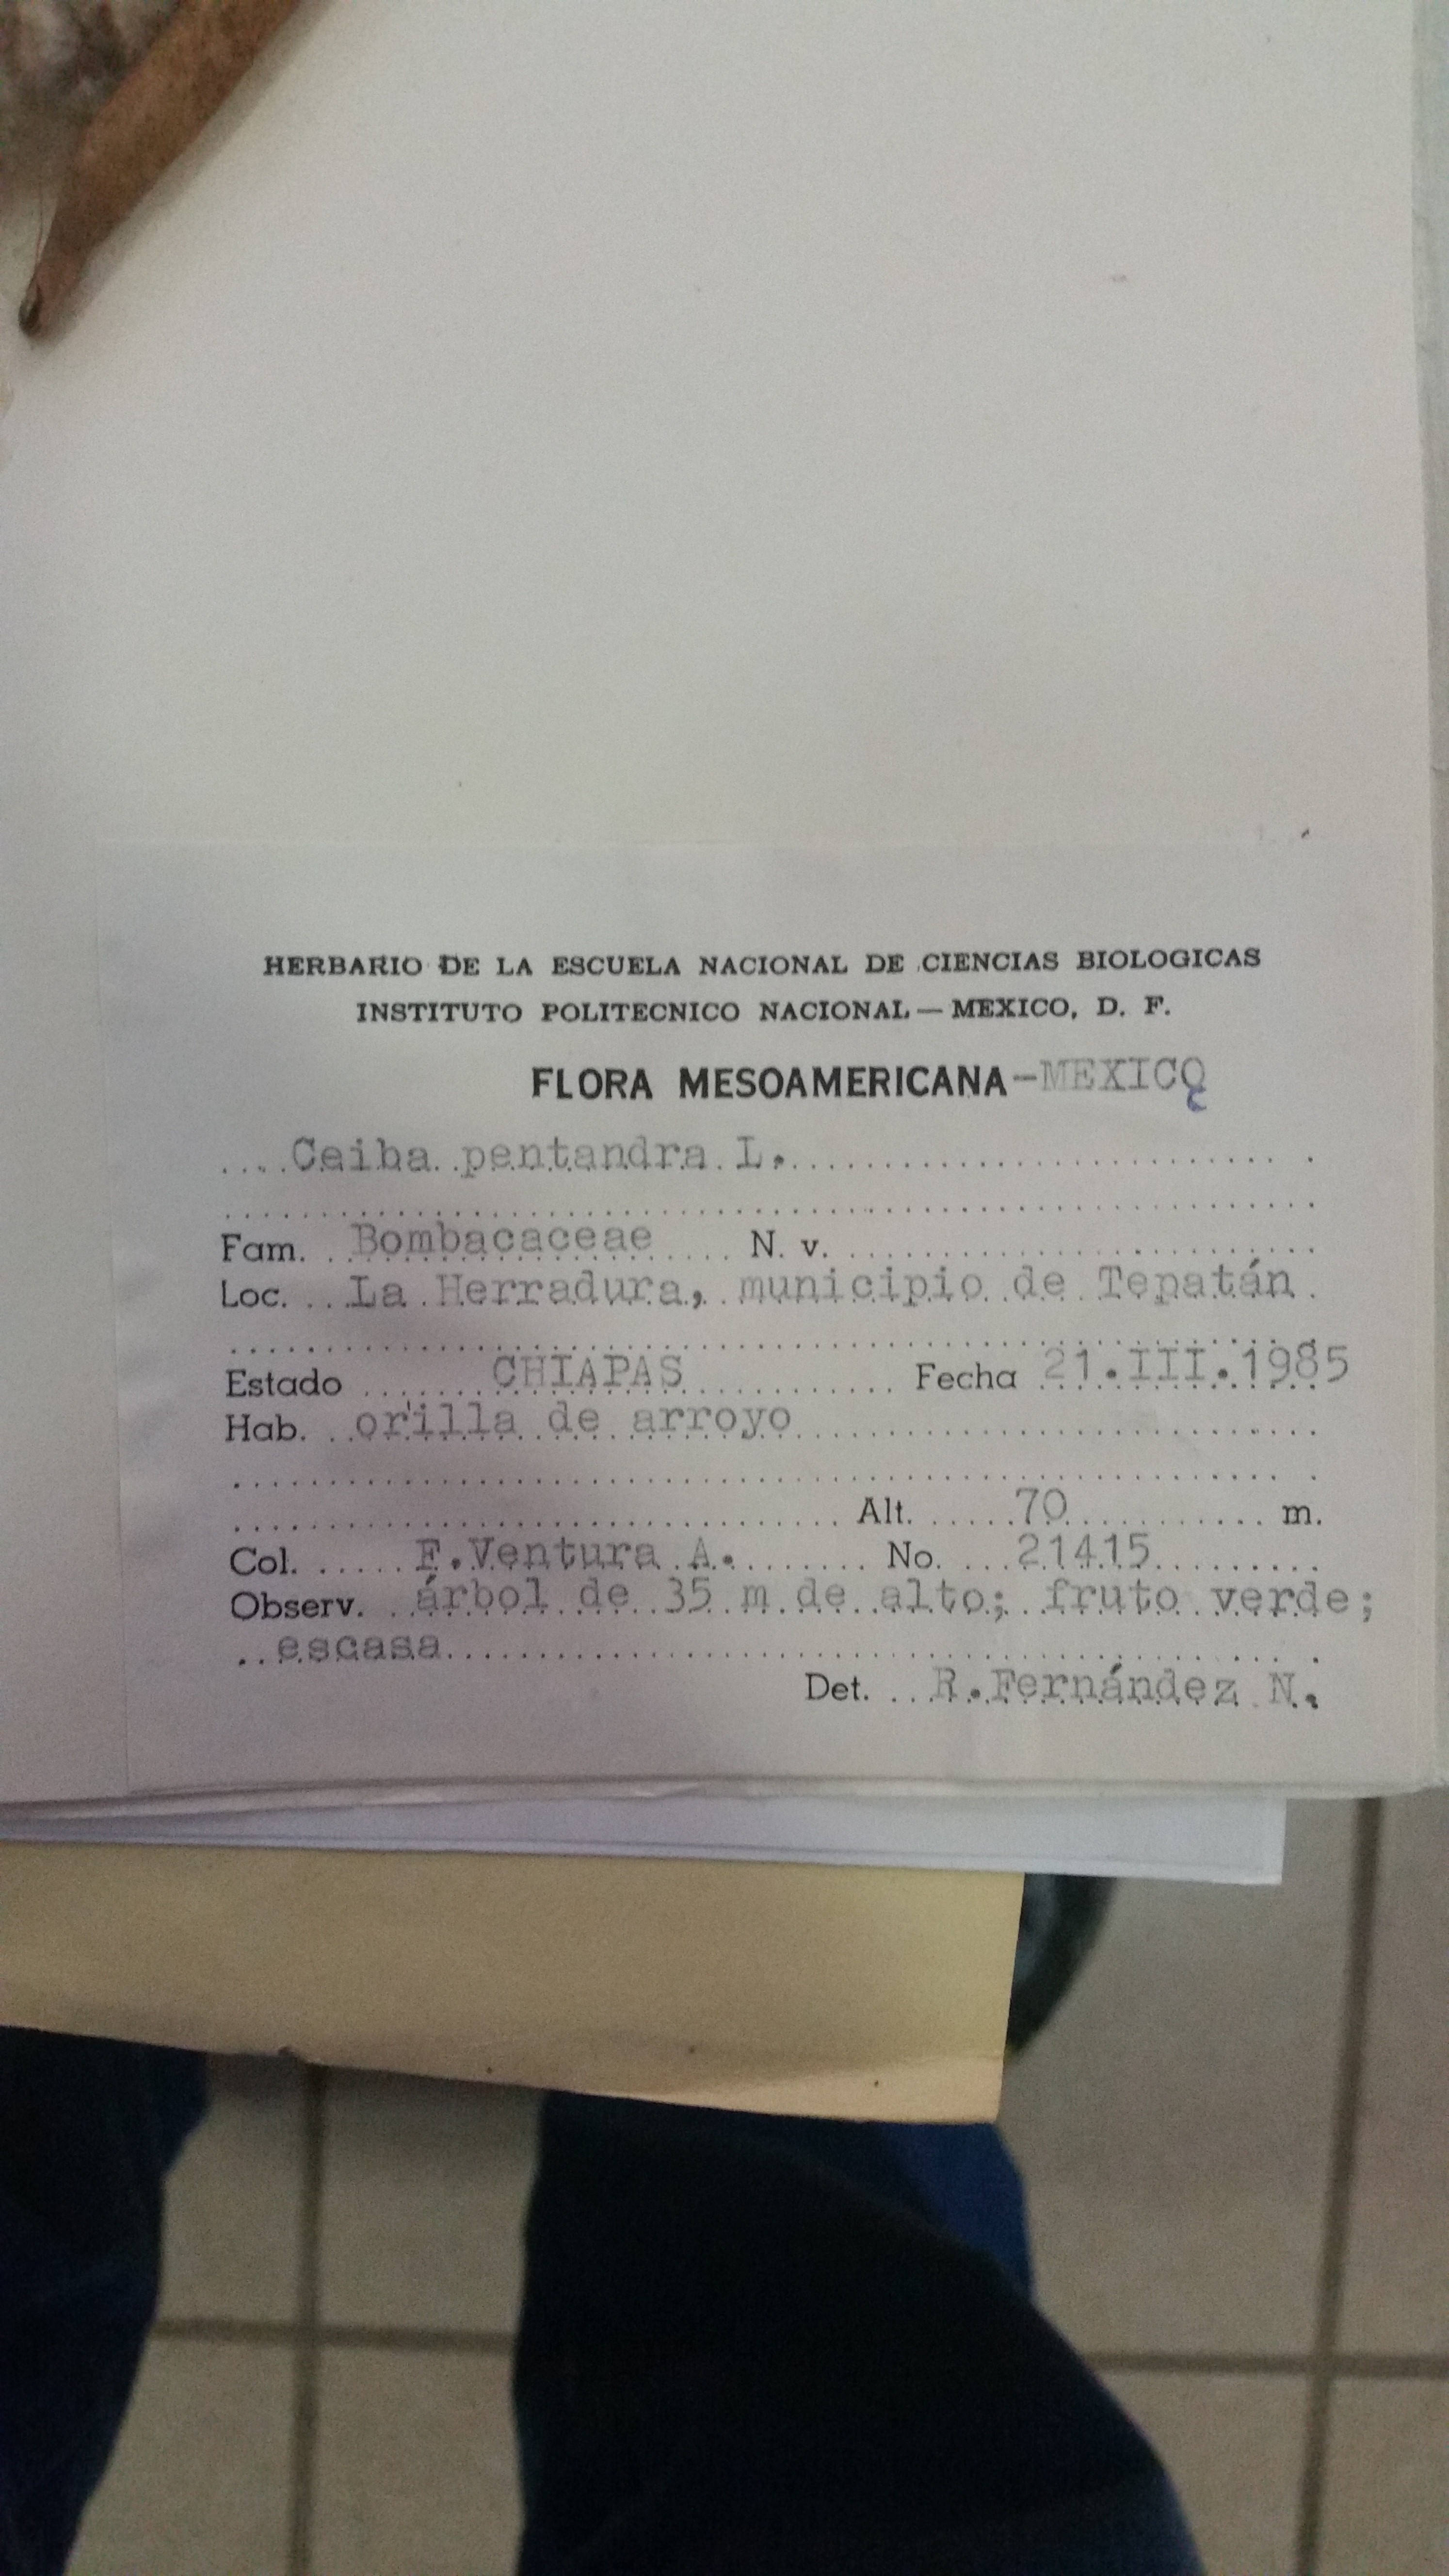 HERBARIO DE LA ESCUELA NACIONAL DE CIENCIAS BIOLOGICAS
INSTITUTO POLITECNICO NACIONAL — MEXICO, D. F.
FLORA MESOAMERICANA-MEXICO
Ceiba pentandra L.
Fam. Bombacaceae N. v.
Loc. La Herradura, municipio de Tepatán
Estado CHIAPAS Fecha 21.III.1985
Hab. orilla de arroyo
Alt. 70 m.
Col. F.Ventura A. No. 21415
Observ. árbol de 35 m de alto; fruto verde;
escasa
Det. R.Fernández N.